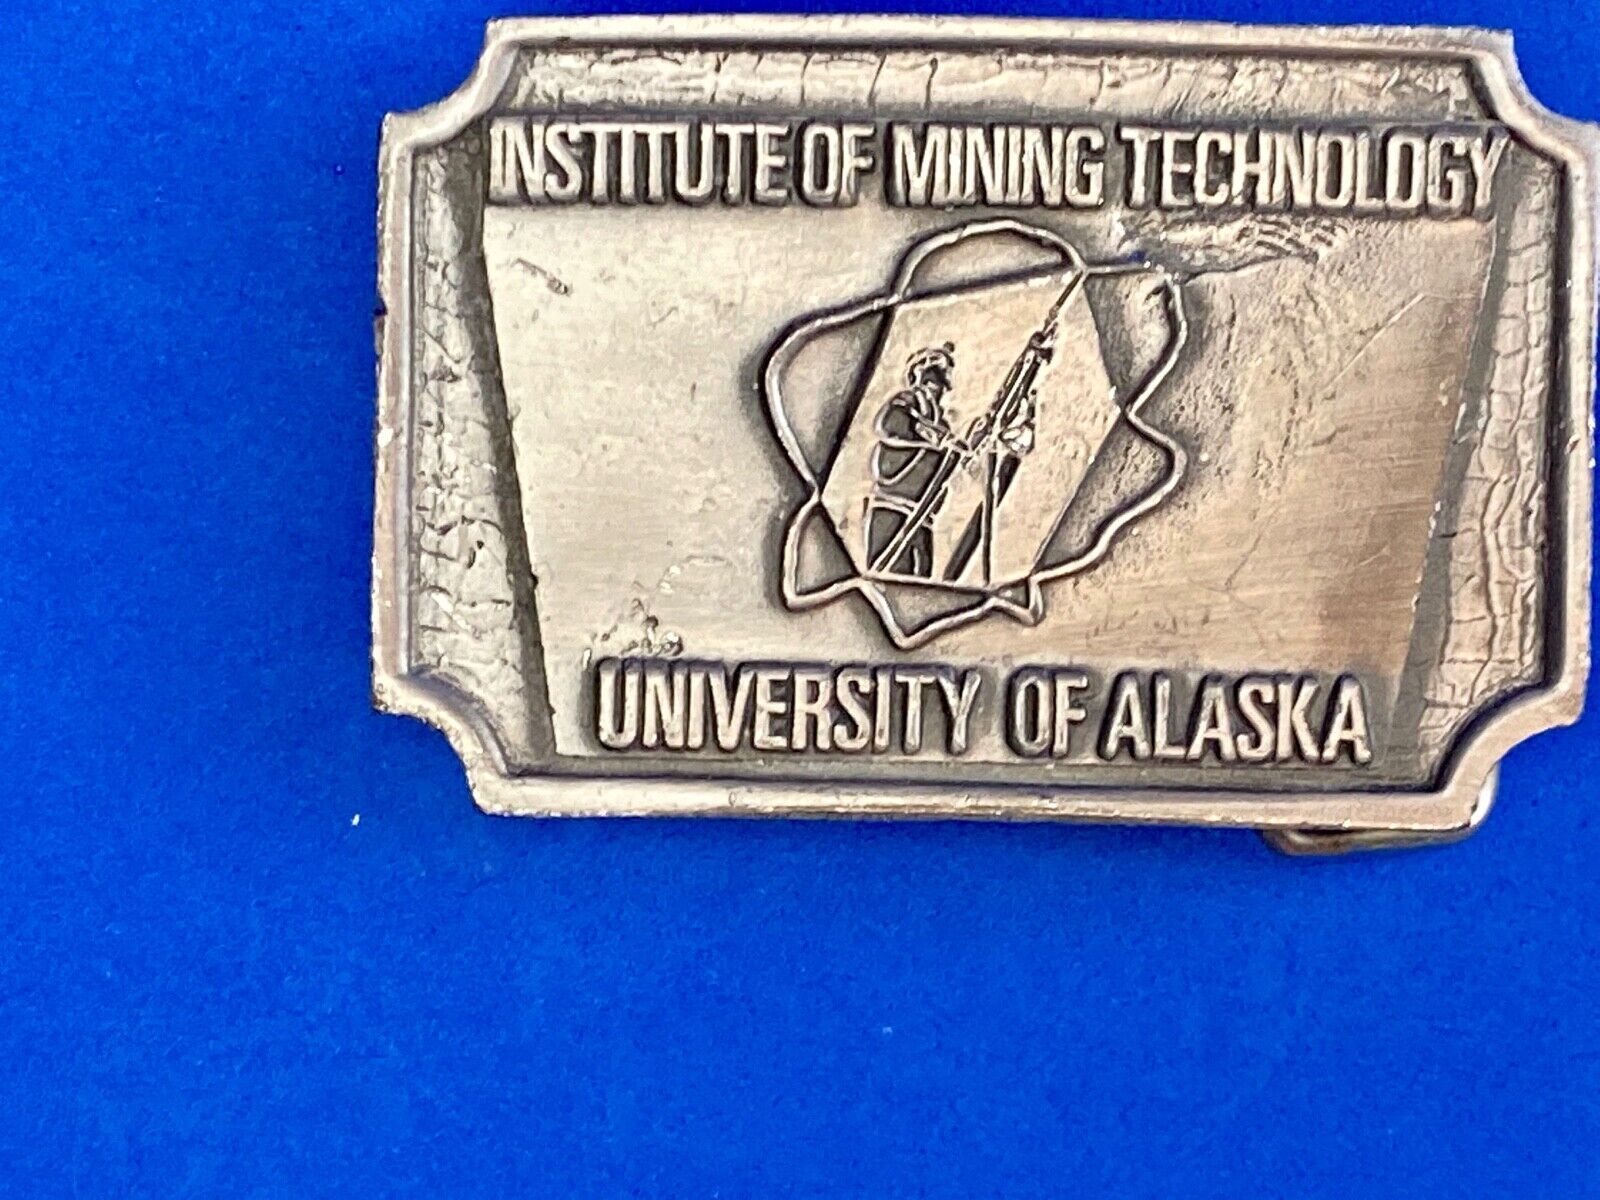 INSTITUTE OF MINING TECHNOLOGY
UNIVERSITY OF ALASKA